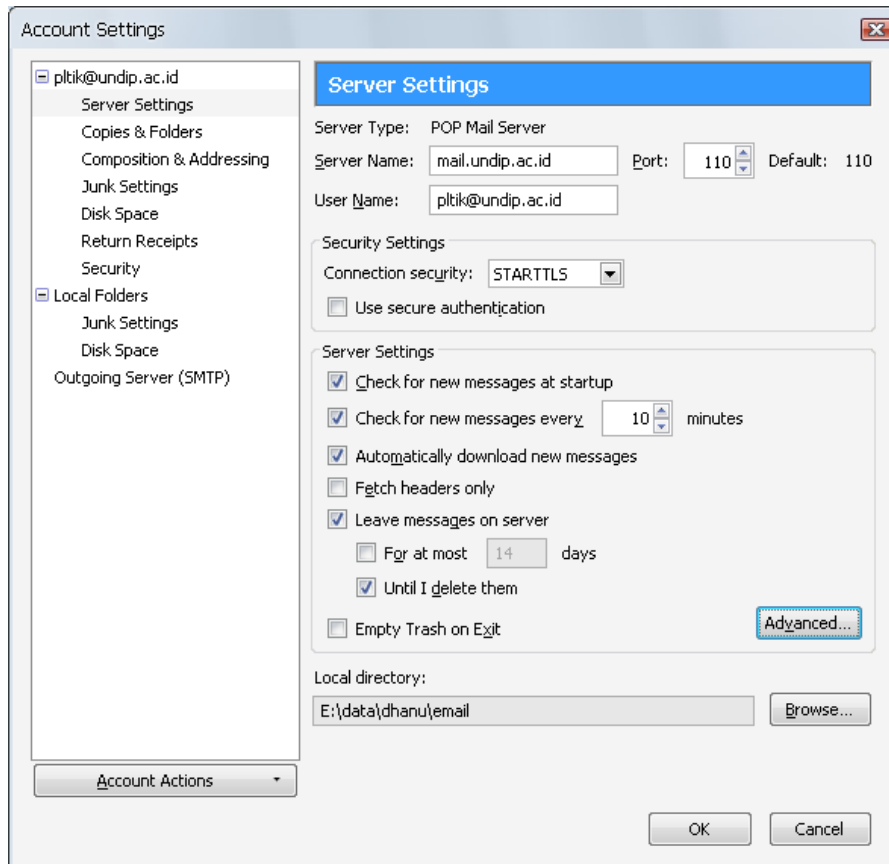 Account Settings
pltik@undip.ac.id
Server Settings
Copies & Folders
Composition & Addressing
Junk Settings
Disk Space
Return Receipts
Security
Local Folders
Junk Settings
Disk Space
Outgoing Server (SMTP)
Account Actions
Server Settings
Server Type: POP Mail Server
Server Name: mail.undip.ac.id Port: 110 Default: 110
User Name: pltik@undip.ac.id
Security Settings
Connection security: STARTTLS
Use secure authentication
Server Settings
Check for new messages at startup
Check for new messages every 10 minutes
Automatically download new messages
Fetch headers only
Leave messages on server
For at most 14 days
Until I delete them
Empty Trash on Exit Advanced...
Local directory:
E:\data\dhanu\email Browse...
OK Cancel